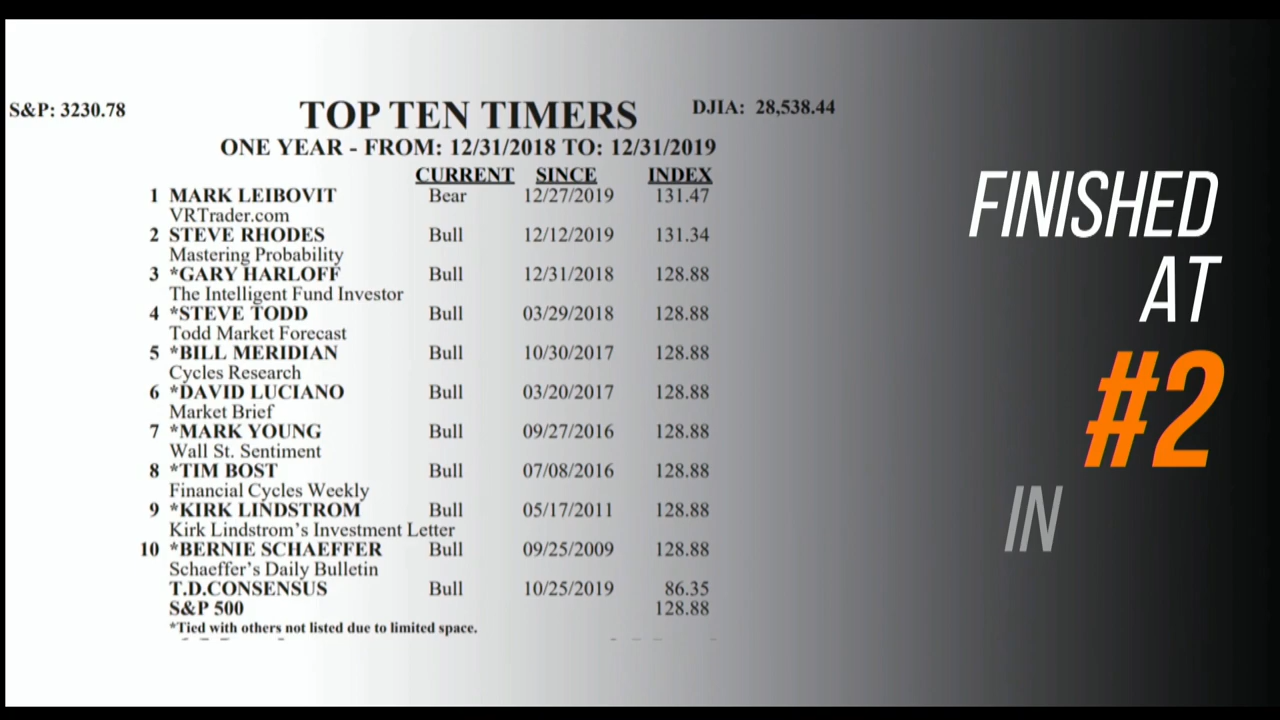 S&P: 3230.78
TOP TEN TIMERS
DJIA: 28,538.44
ONE YEAR - FROM: 12/31/2018 TO: 12/31/2019
CURRENT SINCE INDEX
1 MARK LEIBOVIT Bear 12/27/2019 131.47
VRTrader.com
2 STEVE RHODES Bull 12/12/2019 131.34
Mastering Probability
3 *GARY HARLOFF Bull 12/31/2018 128.88
The Intelligent Fund Investor
4 *STEVE TODD Bull 03/29/2018 128.88
Todd Market Forecast
5 *BILL MERIDIAN Bull 10/30/2017 128.88
Cycles Research
6 *DAVID LUCIANO Bull 03/20/2017 128.88
Market Brief
7 *MARK YOUNG Bull 09/27/2016 128.88
Wall St. Sentiment
8 *TIM BOST Bull 07/08/2016 128.88
Financial Cycles Weekly
9 *KIRK LINDSTROM Bull 05/17/2011 128.88
Kirk Lindstrom's Investment Letter
10 *BERNIE SCHAEFFER Bull 09/25/2009 128.88
Schaeffer's Daily Bulletin
T.D.CONSENSUS Bull 10/25/2019 86.35
S&P 500 128.88
*Tied with others not listed due to limited space.
FINISHED
AT
#2
IN